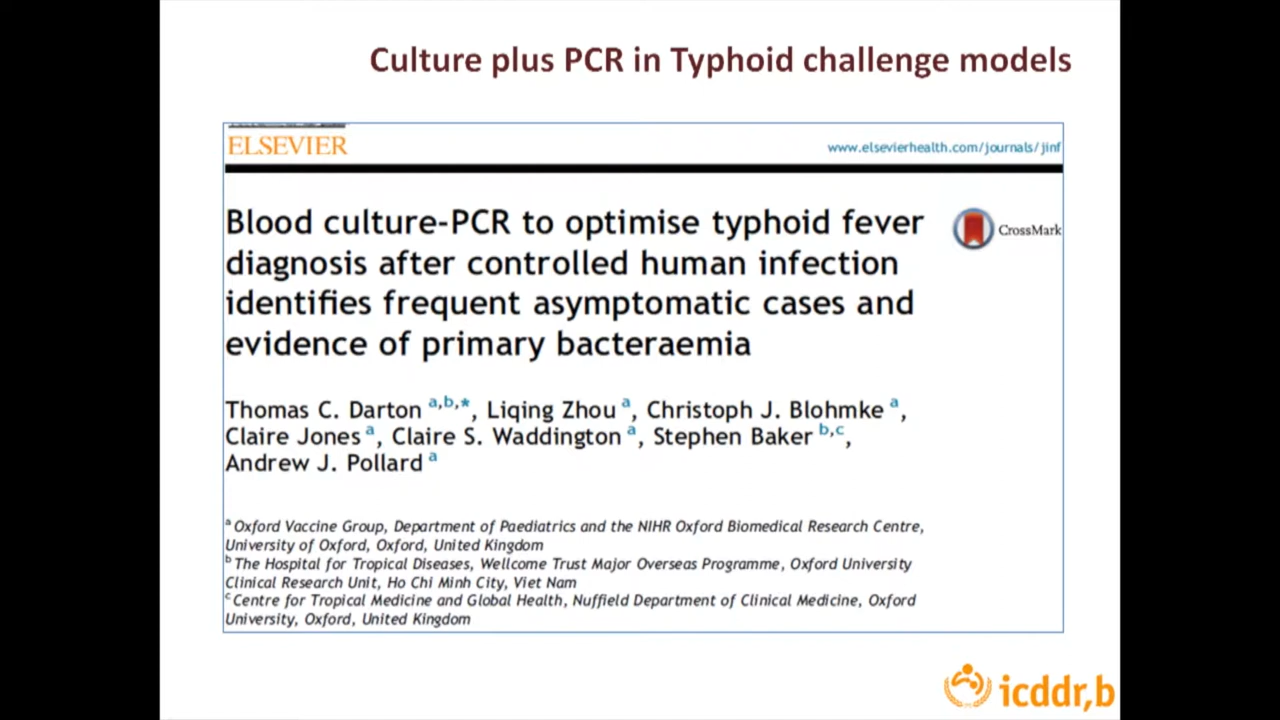 Culture plus PCR in Typhoid challenge models
ELSEVIER
www.elsevierhealth.com/journals/jinf
Blood culture-PCR to optimise typhoid fever
diagnosis after controlled human infection
identifies frequent asymptomatic cases and
evidence of primary bacteraemia
CrossMark
Thomas C. Darton a,b,*, Liqing Zhou a, Christoph J. Blohmke a,
Claire Jones a, Claire S. Waddington a, Stephen Baker b,c,
Andrew J. Pollard a
a Oxford Vaccine Group, Department of Paediatrics and the NIHR Oxford Biomedical Research Centre,
University of Oxford, Oxford, United Kingdom
b The Hospital for Tropical Diseases, Wellcome Trust Major Overseas Programme, Oxford University
Clinical Research Unit, Ho Chi Minh City, Viet Nam
c Centre for Tropical Medicine and Global Health, Nuffield Department of Clinical Medicine, Oxford
University, Oxford, United Kingdom
icddr,b